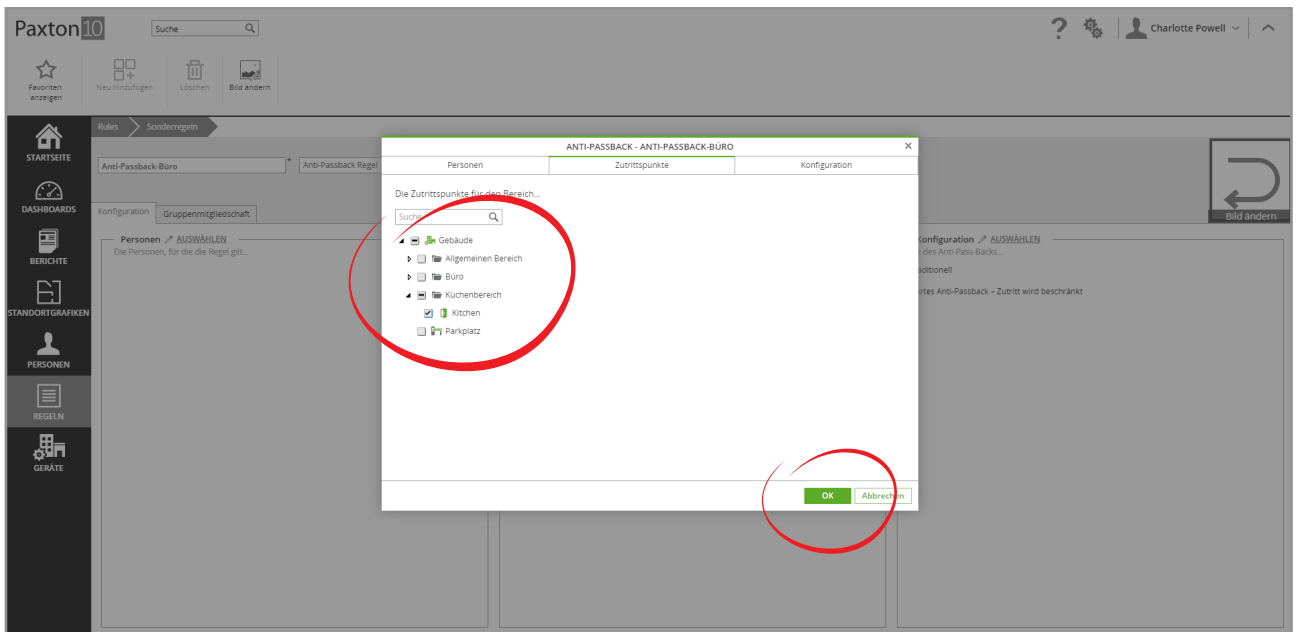 Paxton10
Suche
Charlotte Powell
Favoriten
anzeigen
Neu hinzufügen
Löschen
Bild ändern
Rules
Sonderregeln
STARTSEITE
DASHBOARDS
BERICHTE
STANDORTGRAFIKEN
PERSONEN
REGELN
GERÄTE
Anti-Passback-Büro
*
Anti-Passback Regel
Bild ändern
Konfiguration
Gruppenmitgliedschaft
Personen AUSWÄHLEN
Die Personen, für die die Regel gilt...
ANTI-PASSBACK - ANTI-PASSBACK-BÜRO
Personen
Zutrittspunkte
Konfiguration
Die Zutrittspunkte für den Bereich...
Suche
Gebäude
Allgemeinen Bereich
Büro
Küchenbereich
Kitchen
Parkplatz
OK
Abbrechen
Konfiguration AUSWÄHLEN
des Anti-Pass-Backs...
aditionell
rtes Anti-Passback – Zutritt wird beschränkt